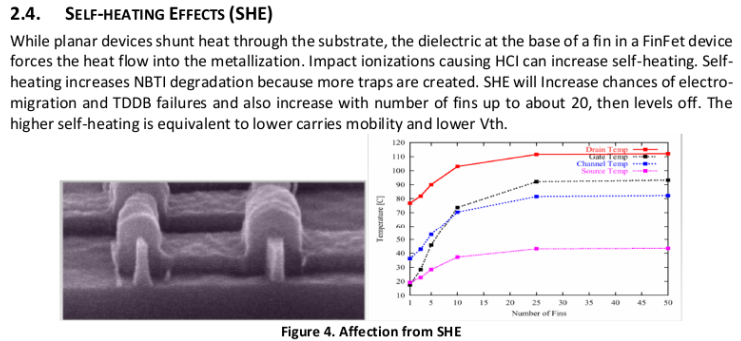 2.4. SELF-HEATING EFFECTS (SHE)
While planar devices shunt heat through the substrate, the dielectric at the base of a fin in a FinFet device
forces the heat flow into the metallization. Impact ionizations causing HCI can increase self-heating. Self-
heating increases NBTI degradation because more traps are created. SHE will Increase chances of electro-
migration and TDDB failures and also increase with number of fins up to about 20, then levels off. The
higher self-heating is equivalent to lower carries mobility and lower Vth.
120
110
100
90
80
70
60
50
40
30
20
10
Temperature [C]
Drain Temp
Gate Temp
Channel Temp
Source Temp
1 5 10 15 20 25 30 35 40 45 50
Number of Fins
Figure 4. Affection from SHE